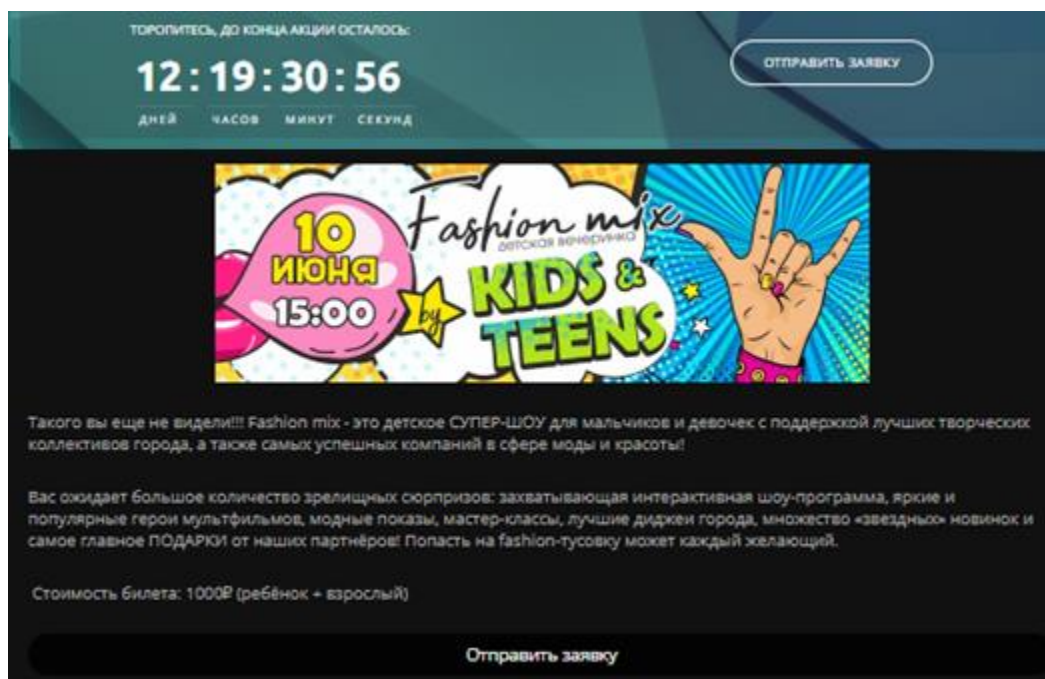 ТОРОПИТЕСЬ, ДО КОНЦА АКЦИИ ОСТАЛОСЬ:
12 : 19 : 30 : 56
ДНЕЙ ЧАСОВ МИНУТ СЕКУНД
ОТПРАВИТЬ ЗАЯВКУ
10
ИЮНЯ
15:00
Fashion mix
детская вечеринка
by
KIDS &
TEENS
Такого вы еще не видели!!! Fashion mix - это детское СУПЕР-ШОУ для мальчиков и девочек с поддержкой лучших творческих
коллективов города, а также самых успешных компаний в сфере моды и красоты!
Вас ожидает большое количество зрелищных сюрпризов: захватывающая интерактивная шоу-программа, яркие и
популярные герои мультфильмов, модные показы, мастер-классы, лучшие диджеи города, множество «звездных» новинок и
самое главное ПОДАРКИ от наших партнёров! Попасть на fashion-тусовку может каждый желающий.
Стоимость билета: 1000₽ (ребёнок + взрослый)
Отправить заявку